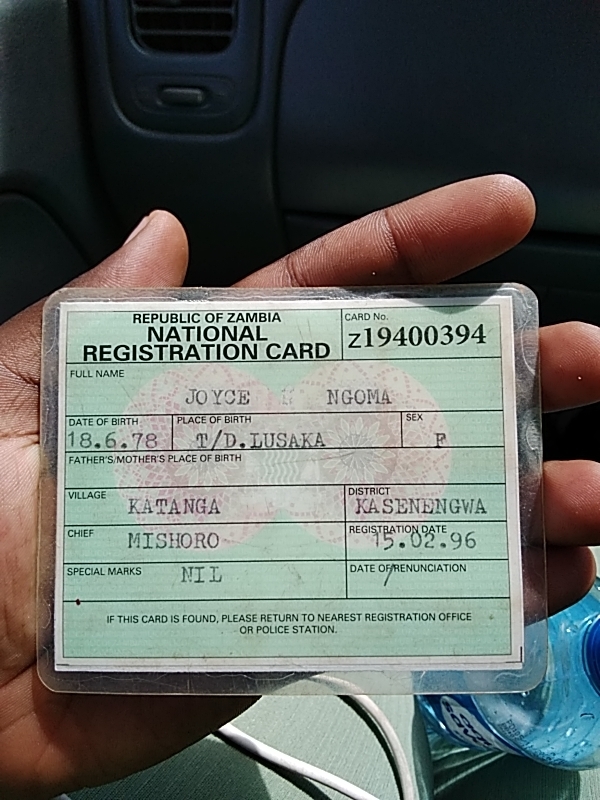 REPUBLIC OF ZAMBIA
NATIONAL
REGISTRATION CARD
CARD No.
z19400394
FULL NAME
JOYCE NGOMA
DATE OF BIRTH
18.6.78
PLACE OF BIRTH
T/D.LUSAKA
SEX
F
FATHER'S/MOTHER'S PLACE OF BIRTH
VILLAGE
KATANGA
DISTRICT
KASENENGWA
CHIEF
MISHORO
REGISTRATION DATE
15.02.96
SPECIAL MARKS
NIL
DATE OF RENUNCIATION
/
IF THIS CARD IS FOUND, PLEASE RETURN TO NEAREST REGISTRATION OFFICE
OR POLICE STATION.